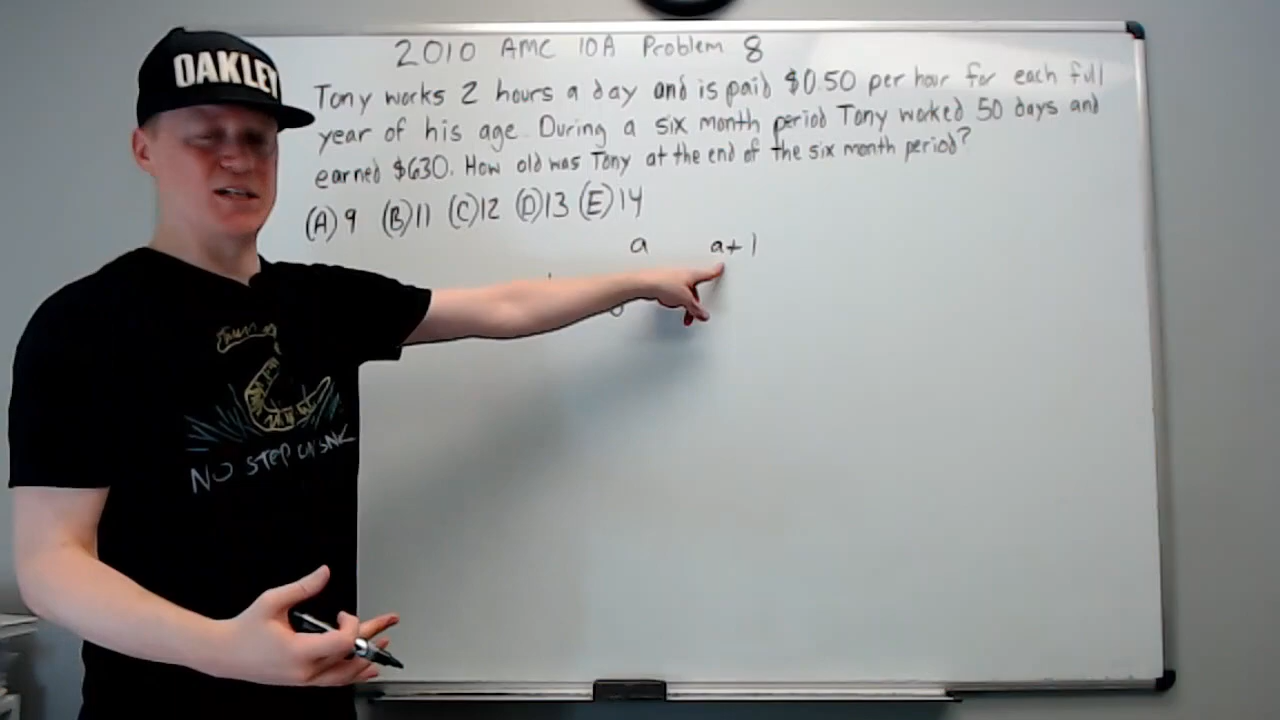 2010 AMC 10A Problem 8
Tony works 2 hours a day and is paid $0.50 per hour for each full
year of his age. During a six month period Tony worked 50 days and
earned $630. How old was Tony at the end of the six month period?
(A) 9 (B) 11 (C) 12 (D) 13 (E) 14
a a+1
OAKLEY
NO STEP ON SNK